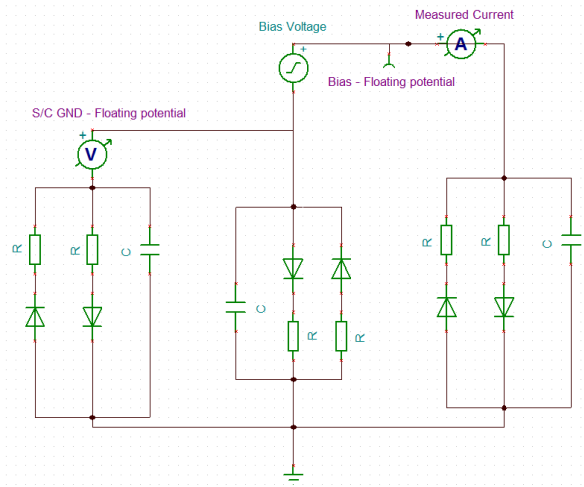 Measured Current
Bias Voltage
+
A
+
Bias - Floating potential
S/C GND - Floating potential
+
V
R
R
C
C
R
R
R
R
C